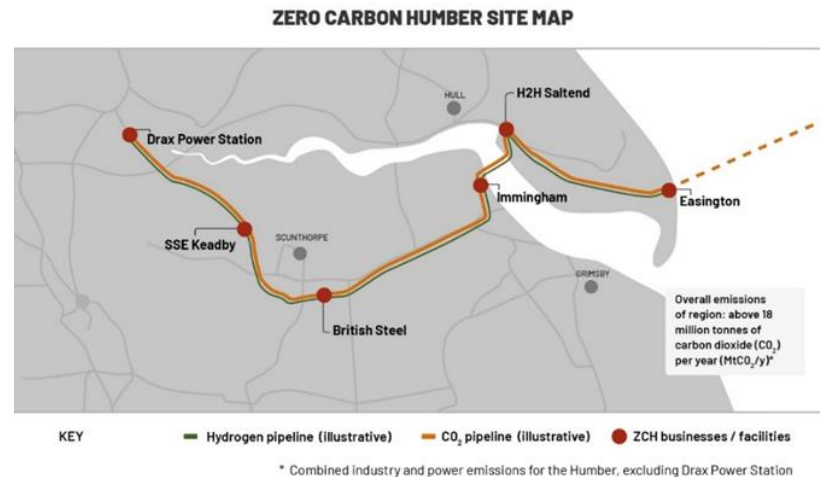 ZERO CARBON HUMBER SITE MAP
HULL
H2H Saltend
Drax Power Station
Immingham
Easington
SSE Keadby
SCUNTHORPE
GRIMSBY
British Steel
Overall emissions
of region: above 18
million tonnes of
carbon dioxide (CO₂)
per year (MtCO₂/y)*
KEY
Hydrogen pipeline (illustrative)
CO₂ pipeline (illustrative)
ZCH businesses / facilities
* Combined industry and power emissions for the Humber, excluding Drax Power Station